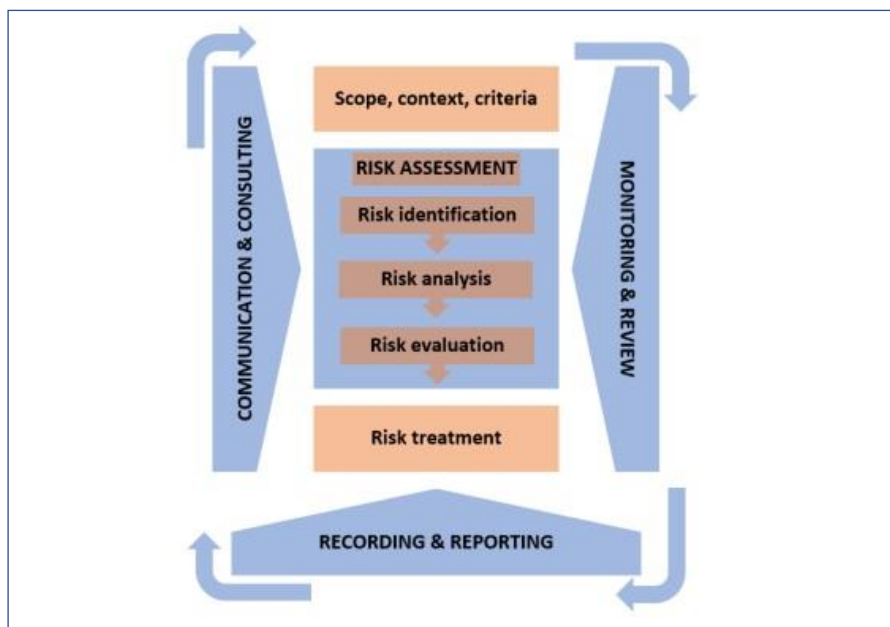 Scope, context, criteria
RISK ASSESSMENT
Risk identification
Risk analysis
Risk evaluation
Risk treatment
COMMUNICATION & CONSULTING
MONITORING & REVIEW
RECORDING & REPORTING